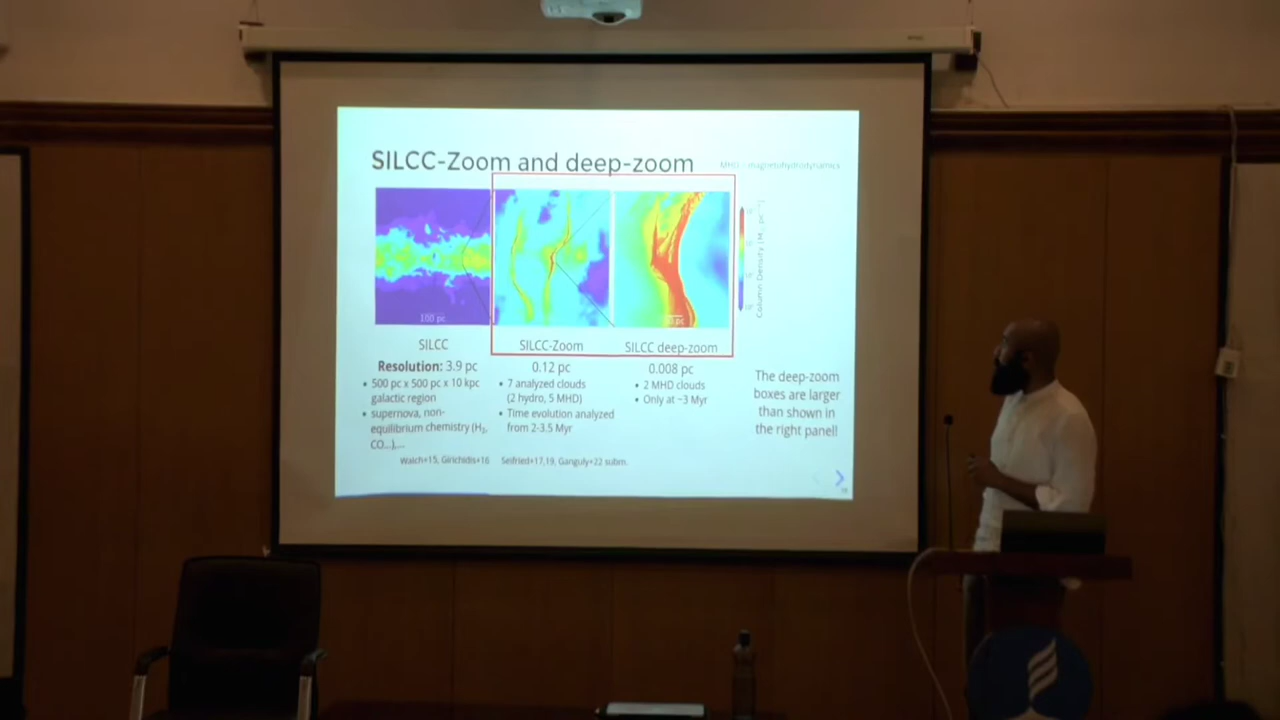 SILCC-Zoom and deep-zoom
MHD : magnetohydrodynamics
100 pc
pc
Column Density [M
SILCC
SILCC-Zoom
SILCC deep-zoom
Resolution: 3.9 pc
0.12 pc
0.008 pc
• 500 pc x 500 pc x 10 kpc
galactic region
• supernova, non-
equilibrium chemistry (H₂,
CO...),...
• 7 analyzed clouds
(2 hydro, 5 MHD)
• Time evolution analyzed
from 2-3.5 Myr
• 2 MHD clouds
• Only at ~3 Myr
The deep-zoom
boxes are larger
than shown in
the right panel!
Walch+15, Girichidis+16
Seifried+17,19, Ganguly+22 subm.